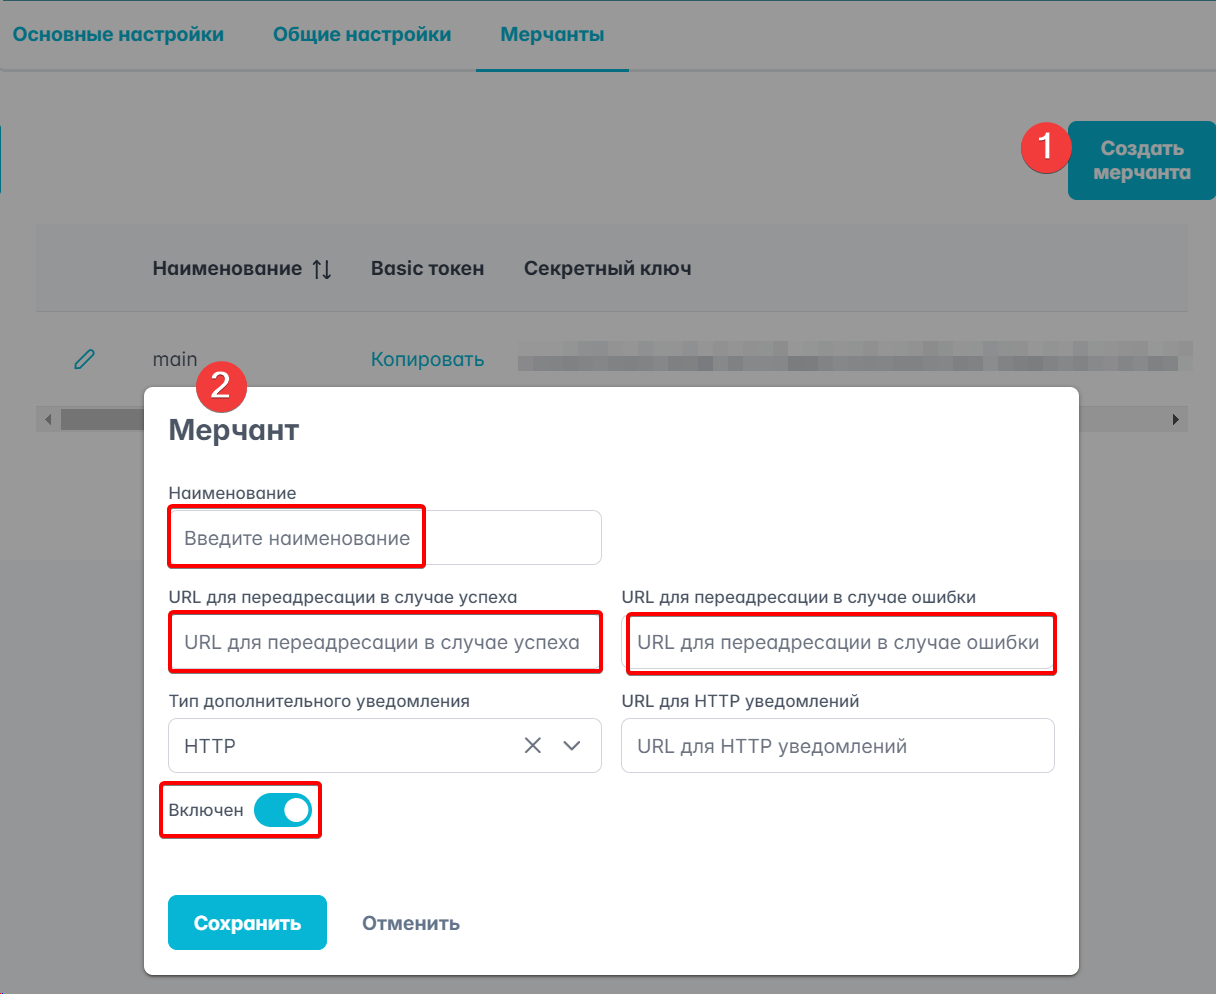 Основные настройки Общие настройки Мерчанты
1
Создать
мерчанта
Наименование Basic токен Секретный ключ
main Копировать
2
Мерчант
Наименование
Введите наименование
URL для переадресации в случае успеха URL для переадресации в случае ошибки
URL для переадресации в случае успеха URL для переадресации в случае ошибки
Тип дополнительного уведомления URL для HTTP уведомлений
HTTP URL для HTTP уведомлений
Включен
Сохранить Отменить